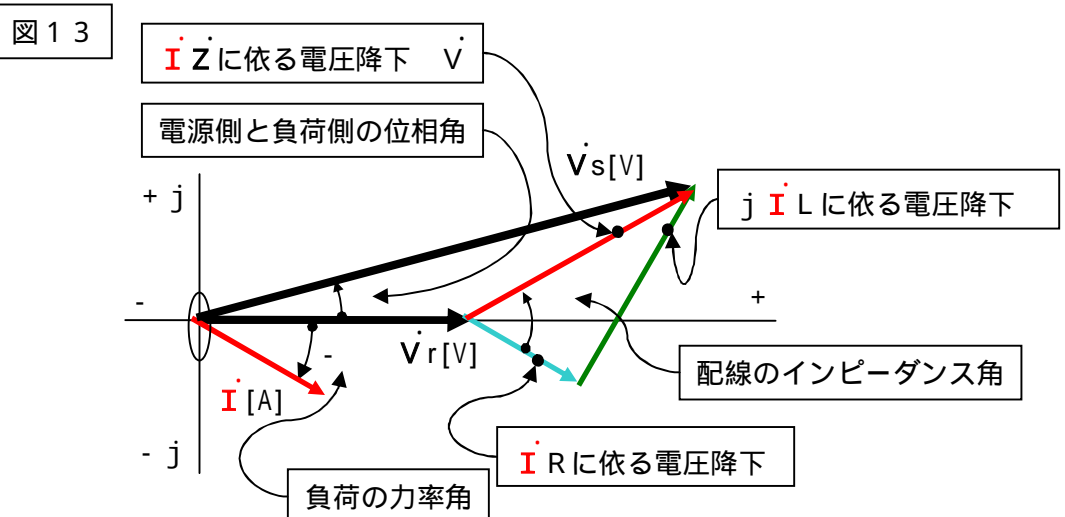 図１３
İ Żに依る電圧降下　V̇
電源側と負荷側の位相角
V̇s[V]
j İ Lに依る電圧降下
+ j
-
+
V̇r[V]
-
配線のインピーダンス角
İ[A]
- j
İ Rに依る電圧降下
負荷の力率角